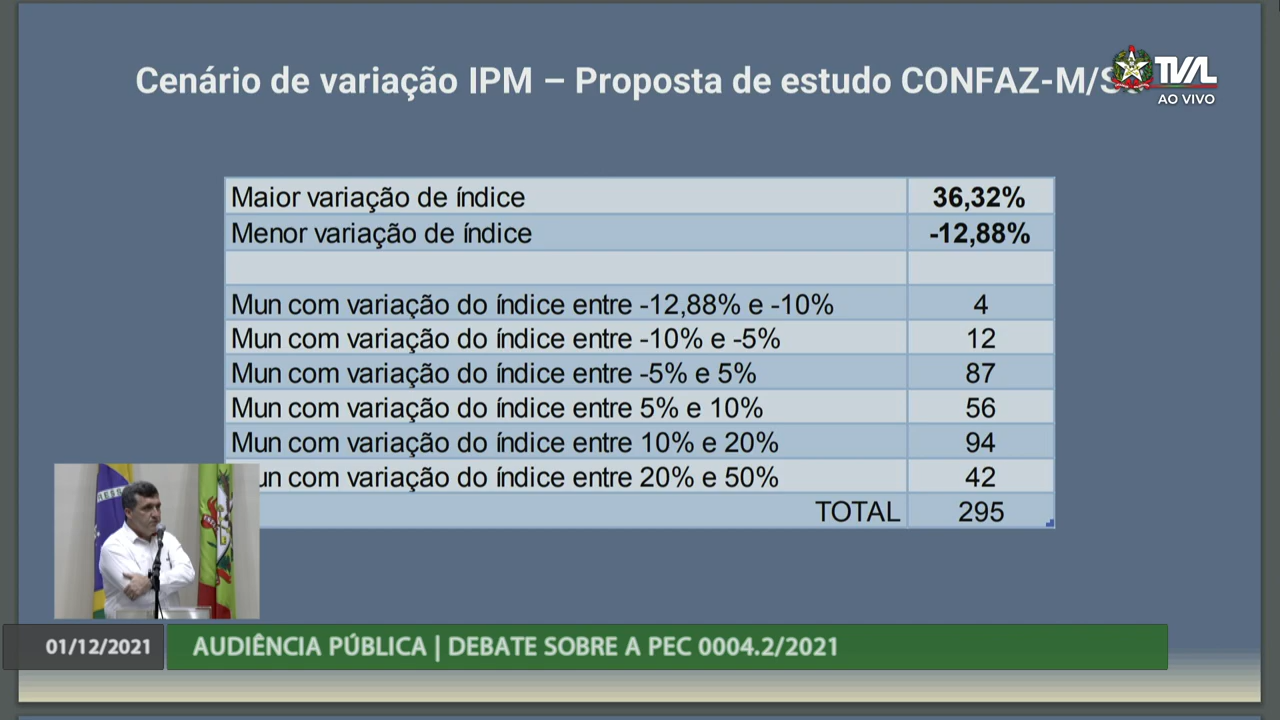 Cenário de variação IPM – Proposta de estudo CONFAZ-M/S
TVAL
AO VIVO
Maior variação de índice 36,32%
Menor variação de índice -12,88%
Mun com variação do índice entre -12,88% e -10% 4
Mun com variação do índice entre -10% e -5% 12
Mun com variação do índice entre -5% e 5% 87
Mun com variação do índice entre 5% e 10% 56
Mun com variação do índice entre 10% e 20% 94
un com variação do índice entre 20% e 50% 42
TOTAL 295
01/12/2021 AUDIÊNCIA PÚBLICA | DEBATE SOBRE A PEC 0004.2/2021